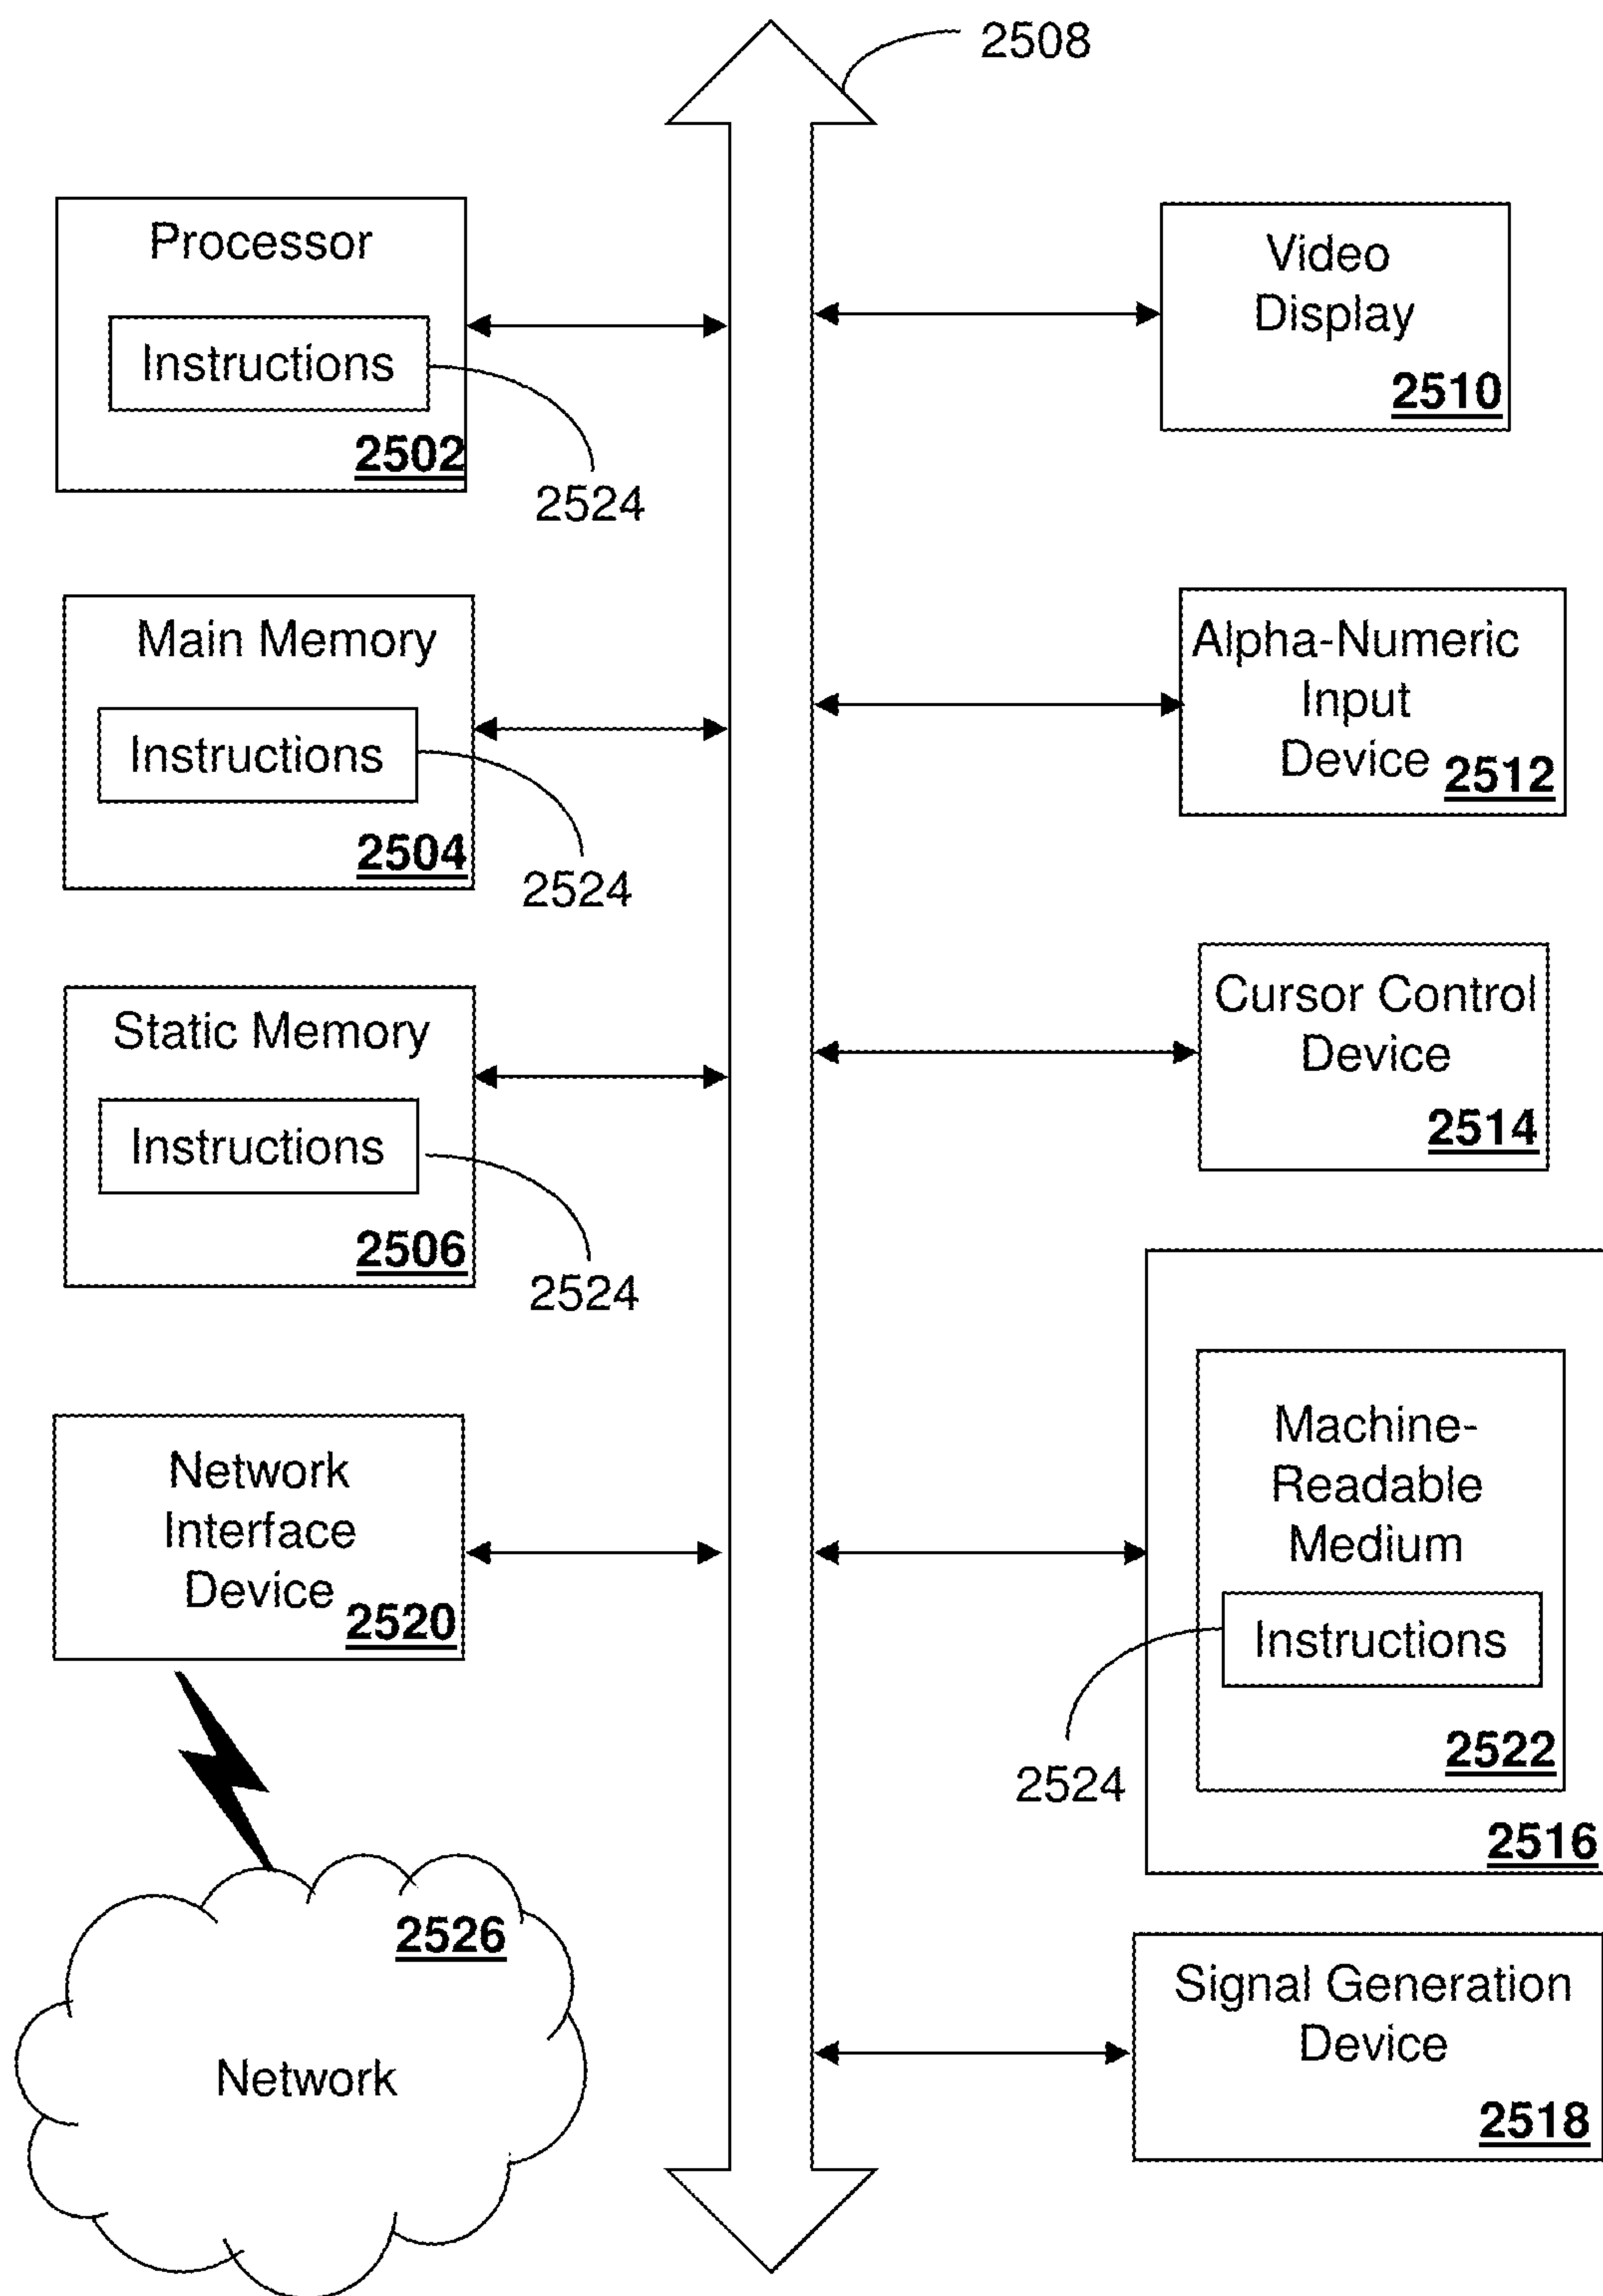 2508
Processor
Instructions
2502
2524
Main Memory
Instructions
2504
2524
Static Memory
Instructions
2506
2524
Network
Interface
Device
2520
2526
Network
Video
Display
2510
Alpha-Numeric
Input
Device
2512
Cursor Control
Device
2514
Machine-
Readable
Medium
Instructions
2522
2524
2516
Signal Generation
Device
2518